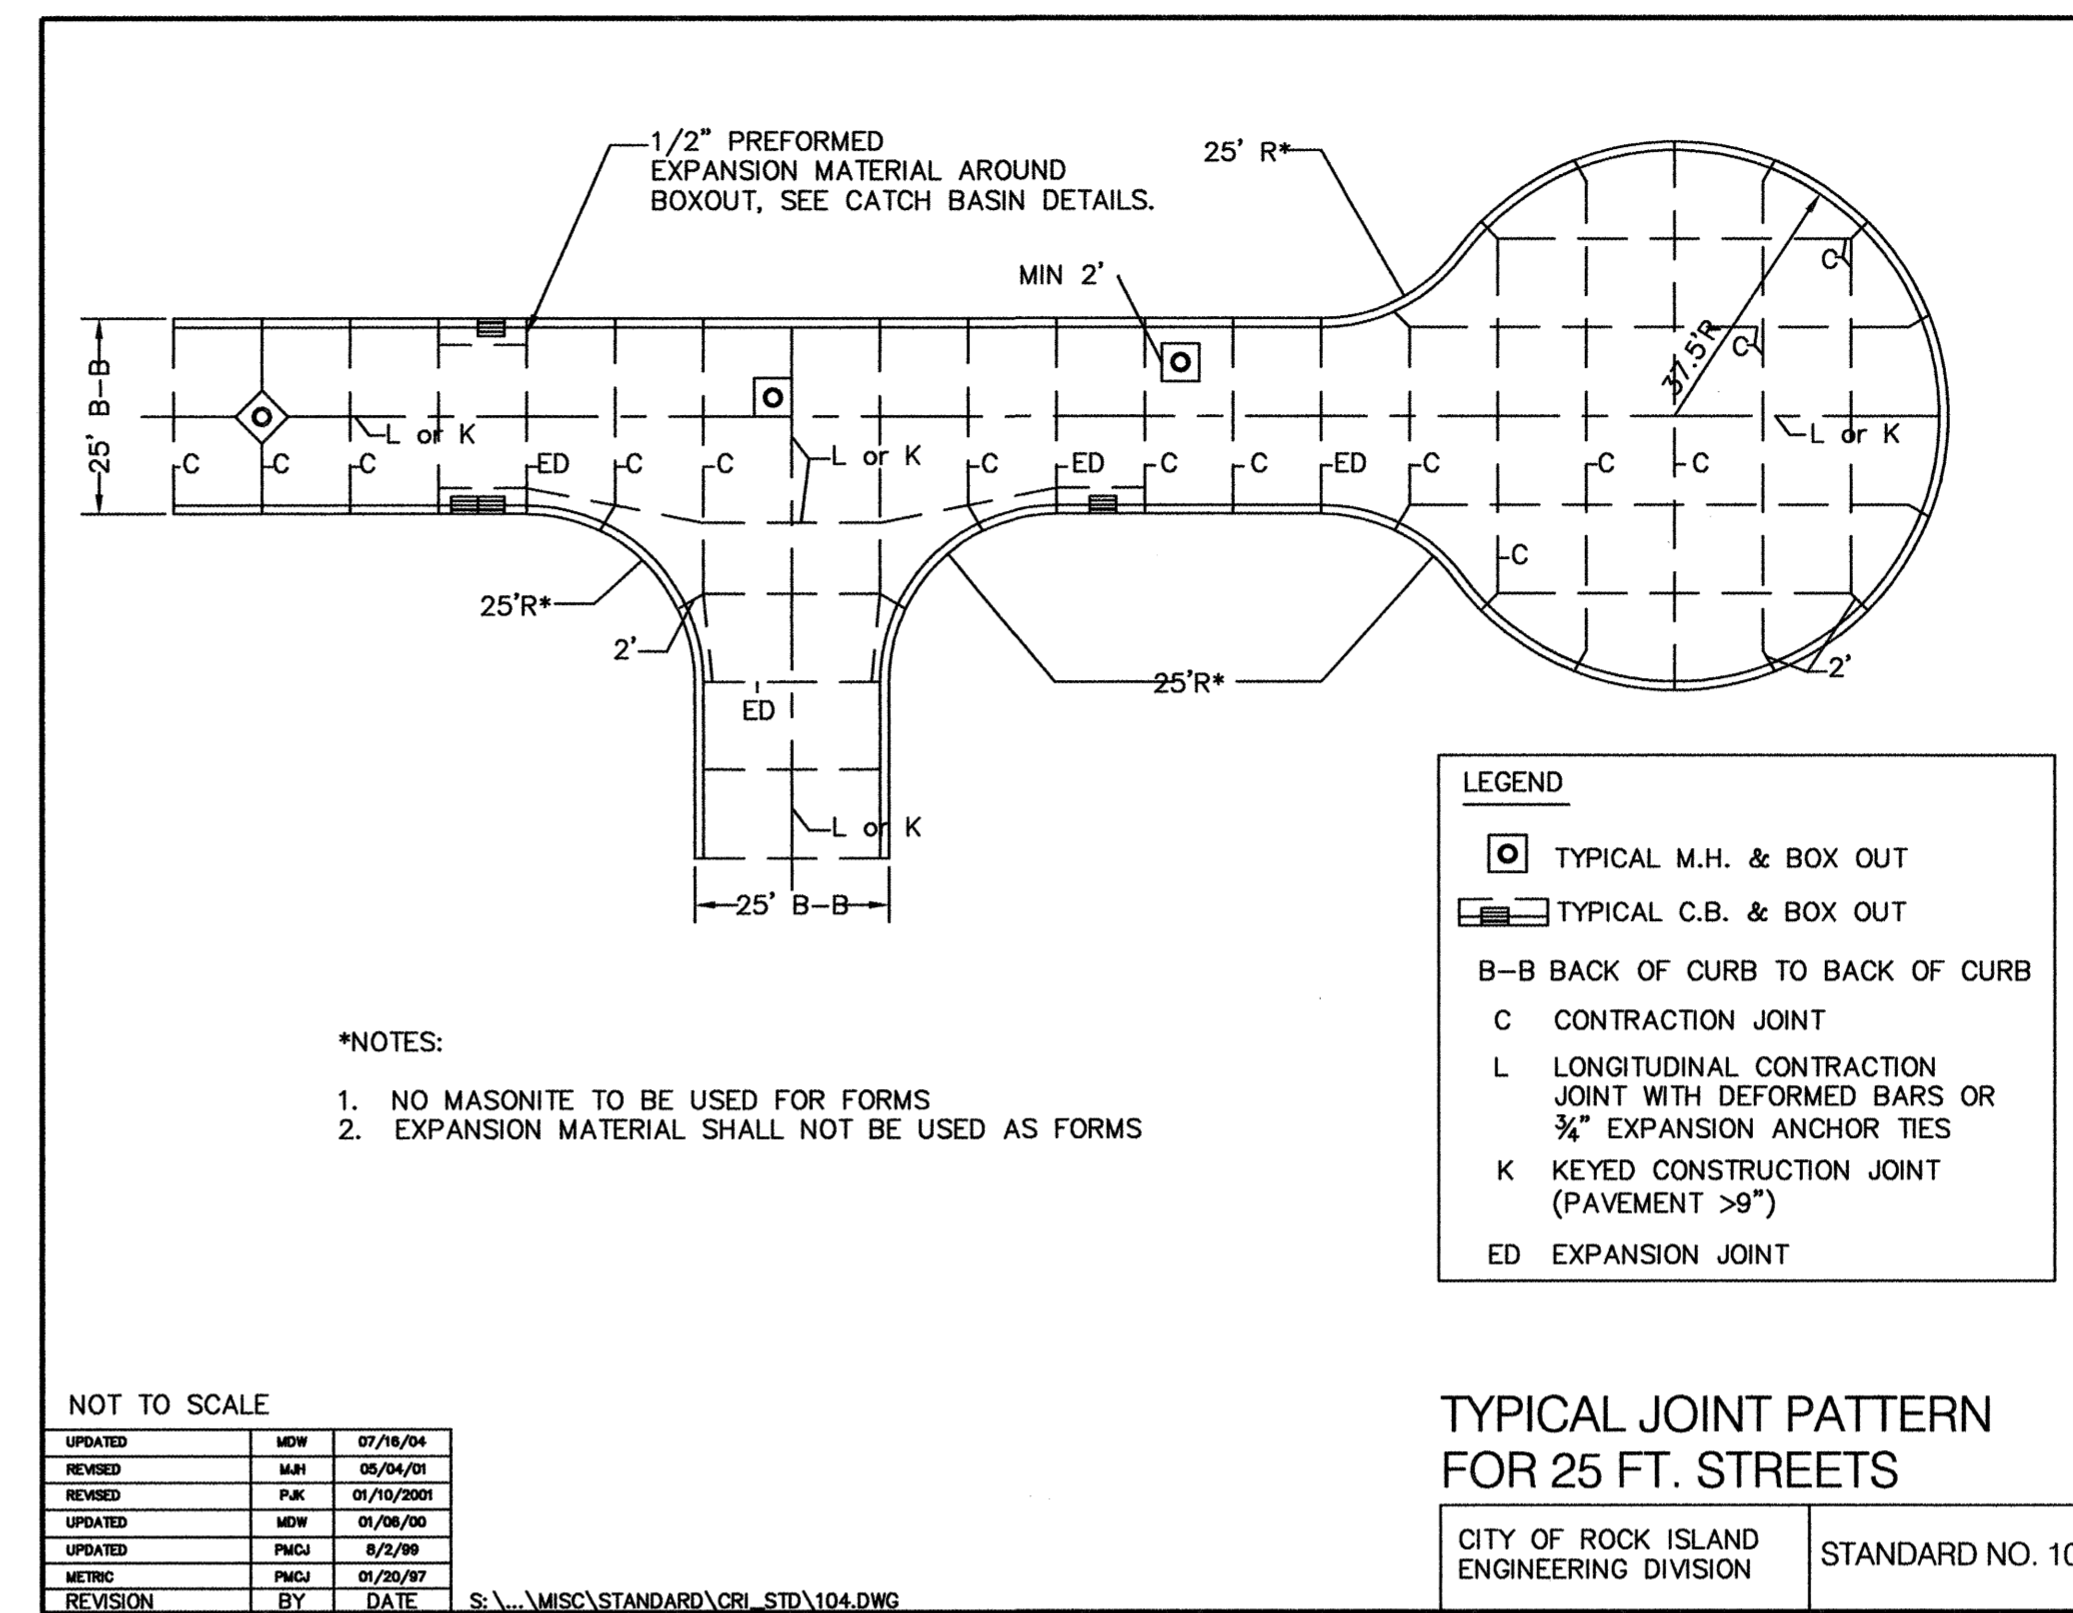 1/2" PREFORMED
EXPANSION MATERIAL AROUND
BOXOUT, SEE CATCH BASIN DETAILS.
25' R*
MIN 2'
25' B-B
37.5'R
C
C
L or K
L or K
L or K
C
C
C
ED
C
C
C
ED
C
C
ED
C
C
C
C
25'R*
2'
25'R*
2'
ED
L or K
25' B-B
LEGEND
TYPICAL M.H. & BOX OUT
TYPICAL C.B. & BOX OUT
B-B BACK OF CURB TO BACK OF CURB
C CONTRACTION JOINT
L LONGITUDINAL CONTRACTION
JOINT WITH DEFORMED BARS OR
¾" EXPANSION ANCHOR TIES
K KEYED CONSTRUCTION JOINT
(PAVEMENT >9")
ED EXPANSION JOINT
*NOTES:
1. NO MASONITE TO BE USED FOR FORMS
2. EXPANSION MATERIAL SHALL NOT BE USED AS FORMS
NOT TO SCALE
UPDATED MDW 07/16/04
REVISED MJH 05/04/01
REVISED PJK 01/10/2001
UPDATED MDW 01/06/00
UPDATED PMCJ 8/2/99
METRIC PMCJ 01/20/97
REVISION BY DATE
S:\...\MISC\STANDARD\CRI_STD\104.DWG
TYPICAL JOINT PATTERN
FOR 25 FT. STREETS
CITY OF ROCK ISLAND
ENGINEERING DIVISION
STANDARD NO. 10